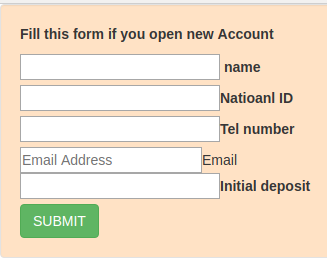 Fill this form if you open new Account
name
Natioanl ID
Tel number
Email Address Email
Initial deposit
SUBMIT